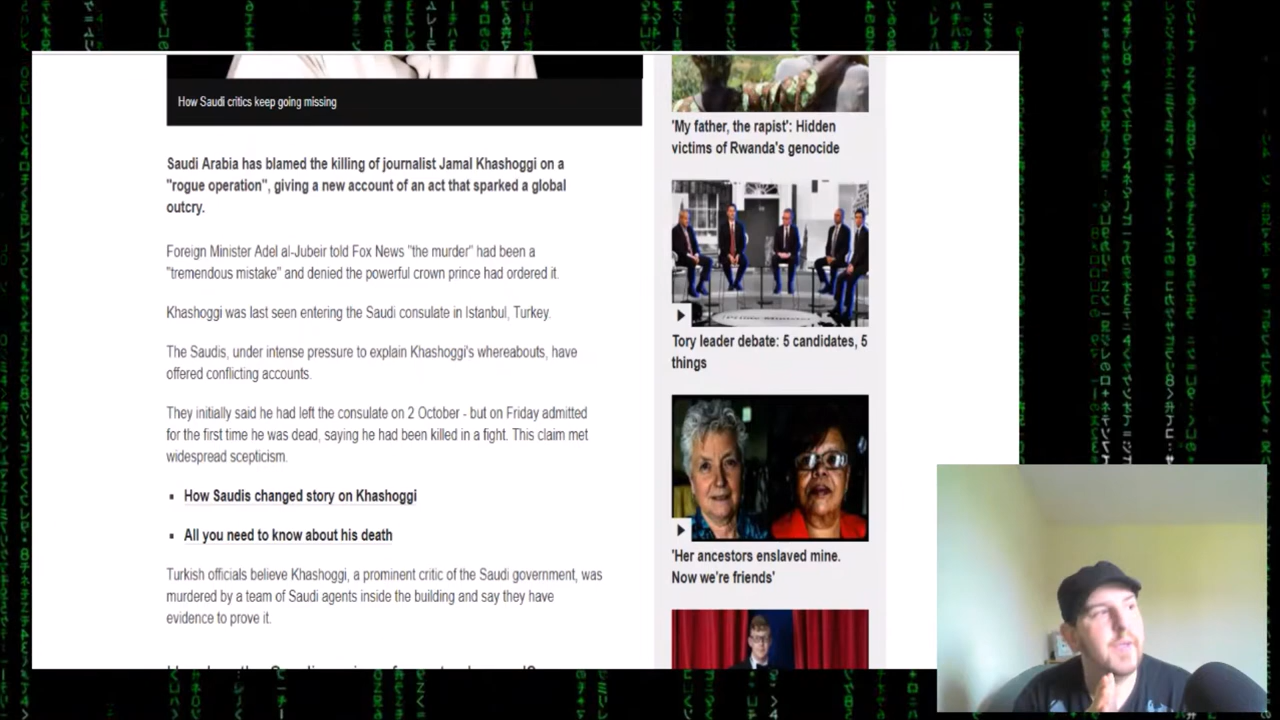 How Saudi critics keep going missing
Saudi Arabia has blamed the killing of journalist Jamal Khashoggi on a
"rogue operation", giving a new account of an act that sparked a global
outcry.
Foreign Minister Adel al-Jubeir told Fox News "the murder" had been a
"tremendous mistake" and denied the powerful crown prince had ordered it.
Khashoggi was last seen entering the Saudi consulate in Istanbul, Turkey.
The Saudis, under intense pressure to explain Khashoggi's whereabouts, have
offered conflicting accounts.
They initially said he had left the consulate on 2 October - but on Friday admitted
for the first time he was dead, saying he had been killed in a fight. This claim met
widespread scepticism.
How Saudis changed story on Khashoggi
All you need to know about his death
Turkish officials believe Khashoggi, a prominent critic of the Saudi government, was
murdered by a team of Saudi agents inside the building and say they have
evidence to prove it.
'My father, the rapist': Hidden
victims of Rwanda's genocide
Tory leader debate: 5 candidates, 5
things
'Her ancestors enslaved mine.
Now we're friends'